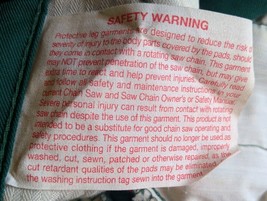 SAFETY WARNING
Protective leg garments are designed to reduce the risk
severity of injury to the body parts covered by the pads, should
they come in contact with a rotating saw chain. This garment
may NOT prevent penetration of the saw chain, but may give
extra time to react and help prevent injuries. Carefully read
and follow all safety and maintenance instructions in your
Chain Saw and Saw Chain Owner's or Safety Manual.
Severe personal injury can result from contact with rotating
saw chain despite the use of this garment. This product is not
intended to be a substitute for good chain saw operating and
safety procedures. This garment should no longer be used as
protective clothing if the garment is damaged, improperly
washed, cut, sewn, patched or otherwise repaired, as the
cut retardant qualities of the pads may be eliminated.
the washing instruction tag sewn into the garment